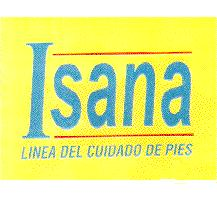 Isana
LINEA DEL CUIDADO DE PIES